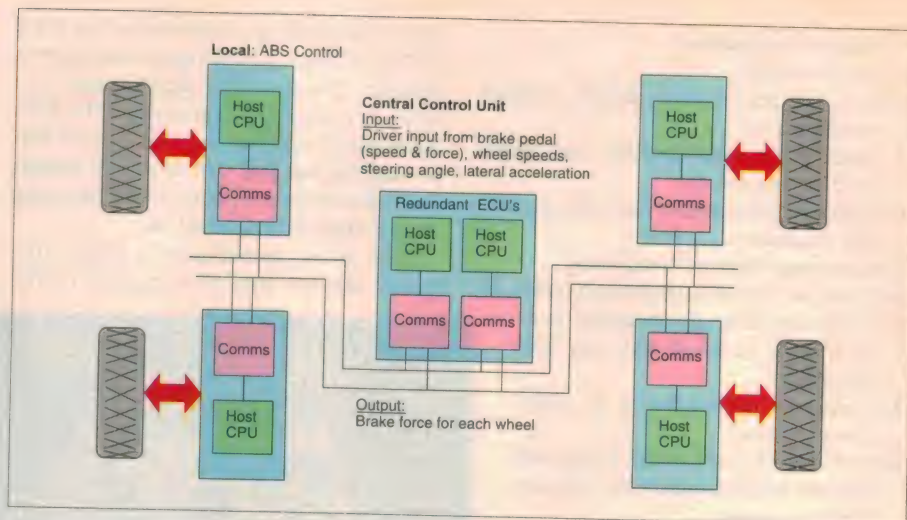 Local: ABS Control
Host
CPU
Comms
Comms
Host
CPU
Central Control Unit
Input:
Driver input from brake pedal
(speed & force), wheel speeds,
steering angle, lateral acceleration
Redundant ECU's
Host
CPU
Host
CPU
Comms
Comms
Output:
Brake force for each wheel
Host
CPU
Comms
Comms
Host
CPU